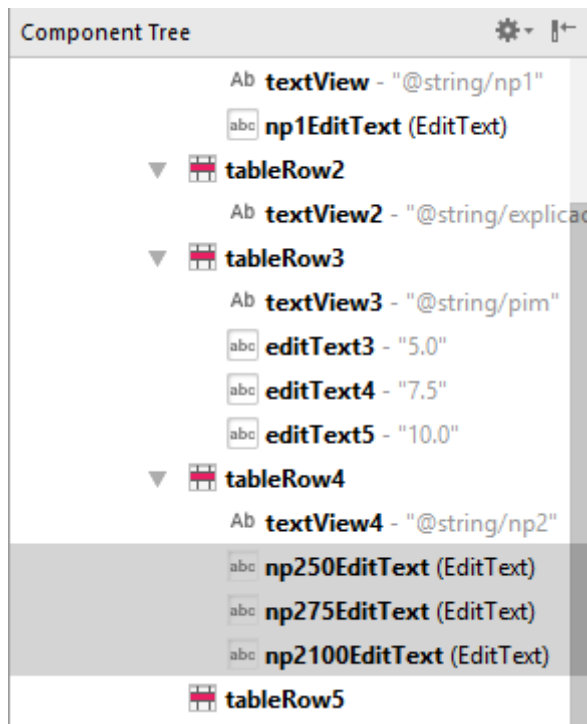 Component Tree
Ab textView - "@string/np1"
abc np1EditText (EditText)
tableRow2
Ab textView2 - "@string/explicac
tableRow3
Ab textView3 - "@string/pim"
abc editText3 - "5.0"
abc editText4 - "7.5"
abc editText5 - "10.0"
tableRow4
Ab textView4 - "@string/np2"
abc np250EditText (EditText)
abc np275EditText (EditText)
abc np2100EditText (EditText)
tableRow5